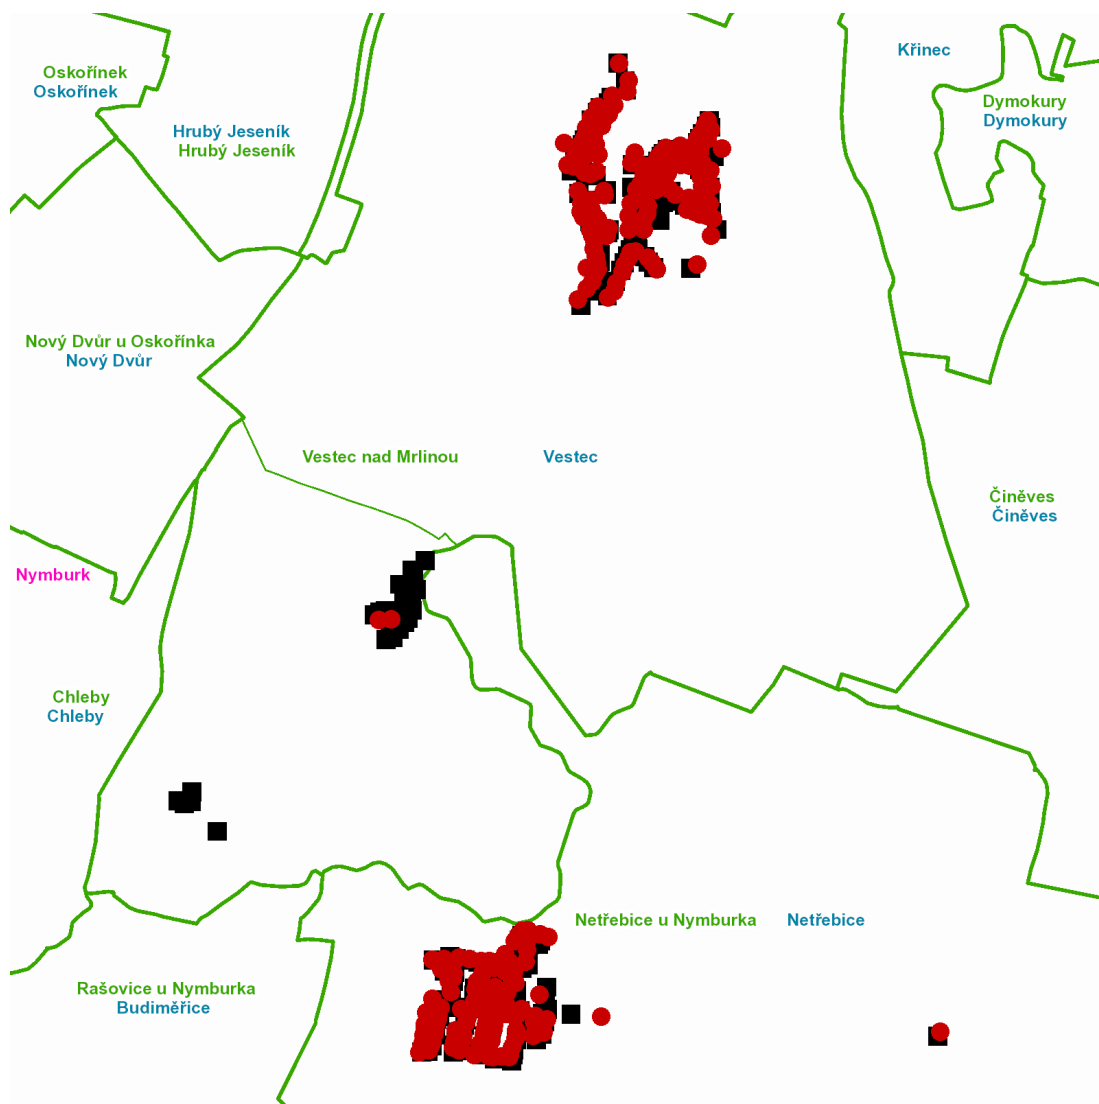 Křinec
Oskořínek
Oskořínek
Dymokury
Dymokury
Hrubý Jeseník
Hrubý Jeseník
Nový Dvůr u Oskořínka
Nový Dvůr
Vestec nad Mrlinou
Vestec
Činěves
Činěves
Nymburk
Chleby
Chleby
Netřebice u Nymburka
Netřebice
Rašovice u Nymburka
Budiměřice